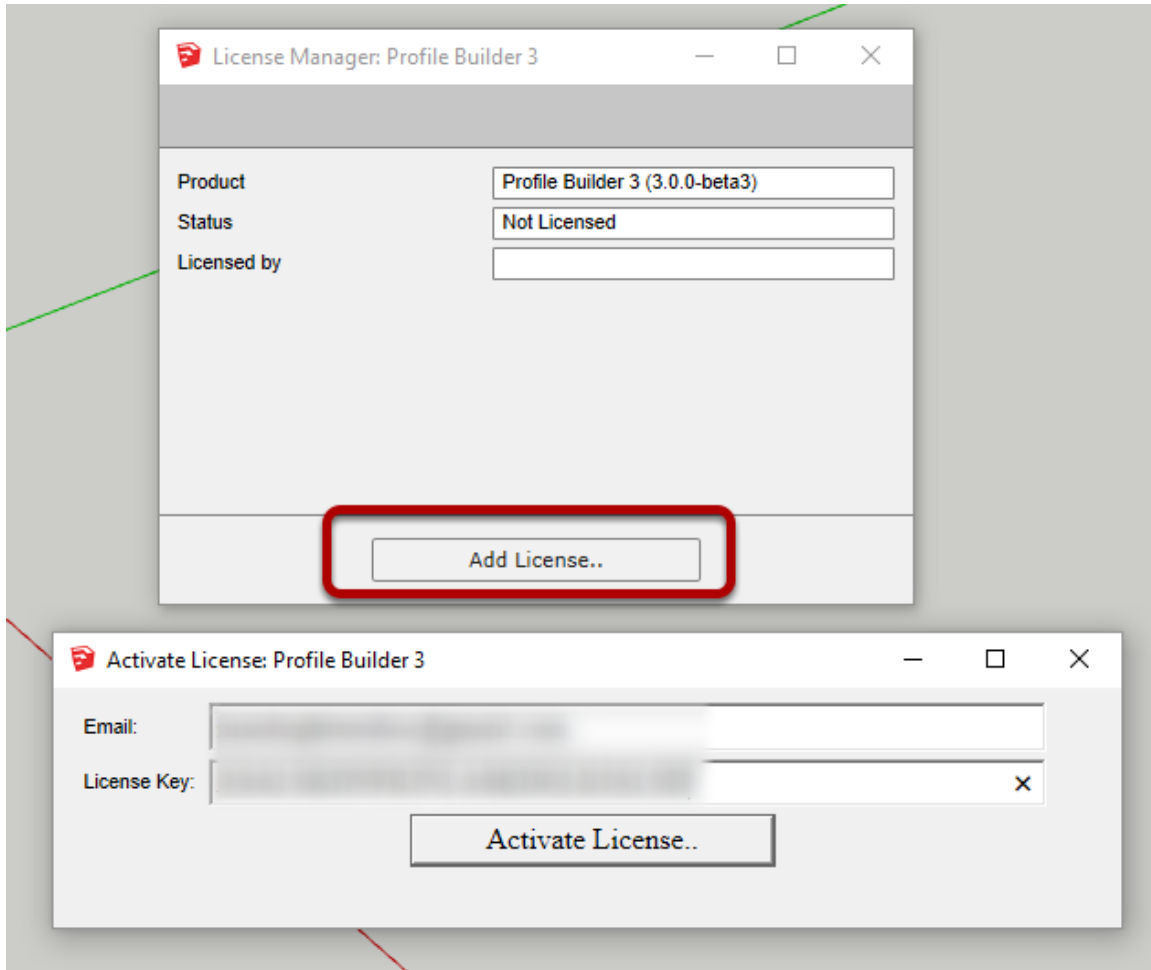 License Manager: Profile Builder 3
Product Profile Builder 3 (3.0.0-beta3)
Status Not Licensed
Licensed by
Add License..
Activate License: Profile Builder 3
Email:
License Key:
Activate License..